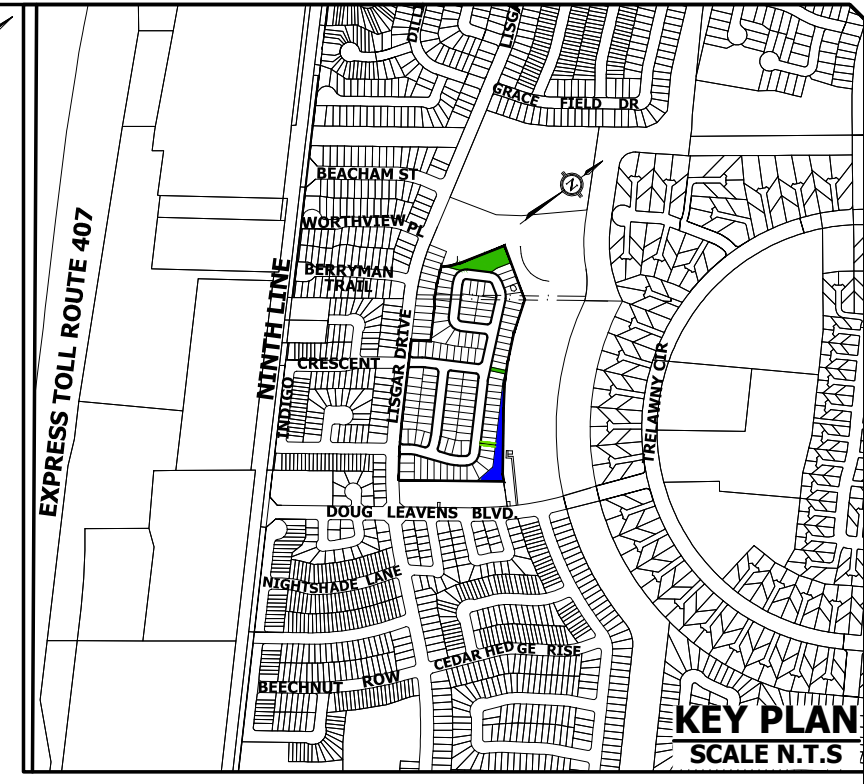 LISGA
GRACE FIELD DR
BEACHAM ST
N
WORTHVIEW PL
BERRYMAN
TRAIL
EXPRESS TOLL ROUTE 407
NINTH LINE
LISGAR DRIVE
CRESCENT
INDIGO
TRELAWNY CIR
DOUG LEAVENS BLVD.
NIGHTSHADE LANE
CEDAR HEDGE RISE
BEECHNUT ROW
KEY PLAN
SCALE N.T.S